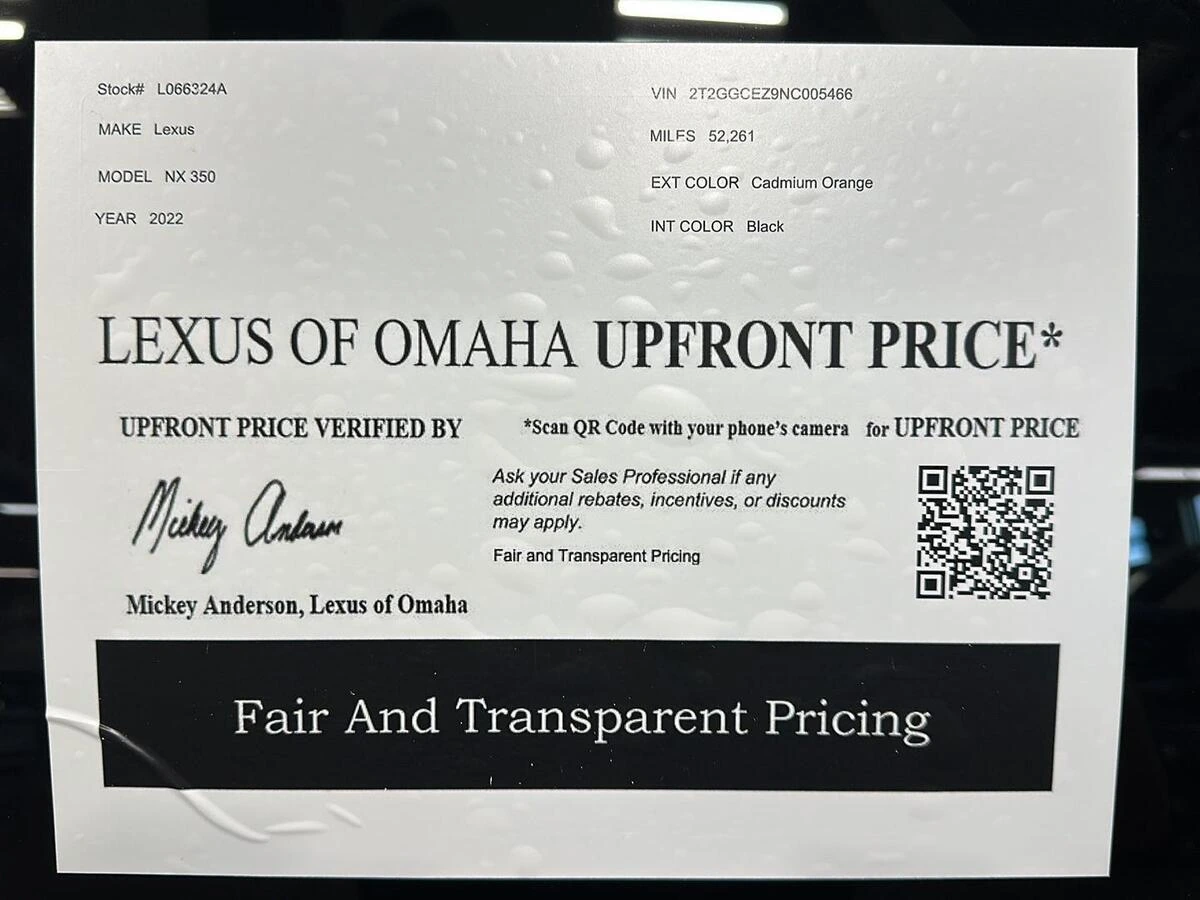 Stock# L066324A
VIN 2T2GGCEZ9NC005466
MAKE Lexus
MILES 52,261
MODEL NX 350
EXT COLOR Cadmium Orange
YEAR 2022
INT COLOR Black
LEXUS OF OMAHA UPFRONT PRICE*
UPFRONT PRICE VERIFIED BY
*Scan QR Code with your phone's camera for UPFRONT PRICE
Ask your Sales Professional if any
additional rebates, incentives, or discounts
may apply.
Fair and Transparent Pricing
Mickey Anderson
Mickey Anderson, Lexus of Omaha
Fair And Transparent Pricing